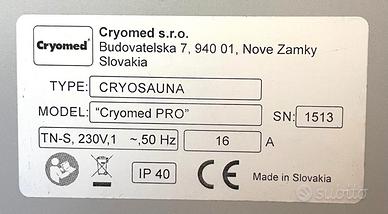 Cryomed
Cryomed s.r.o.
Budovatelska 7, 940 01, Nove Zamky
Slovakia
TYPE: CRYOSAUNA
MODEL: "Cryomed PRO" SN: 1513
TN-S, 230V,1 ~,50 Hz 16 A
IP 40 CE Made in Slovakia
subito